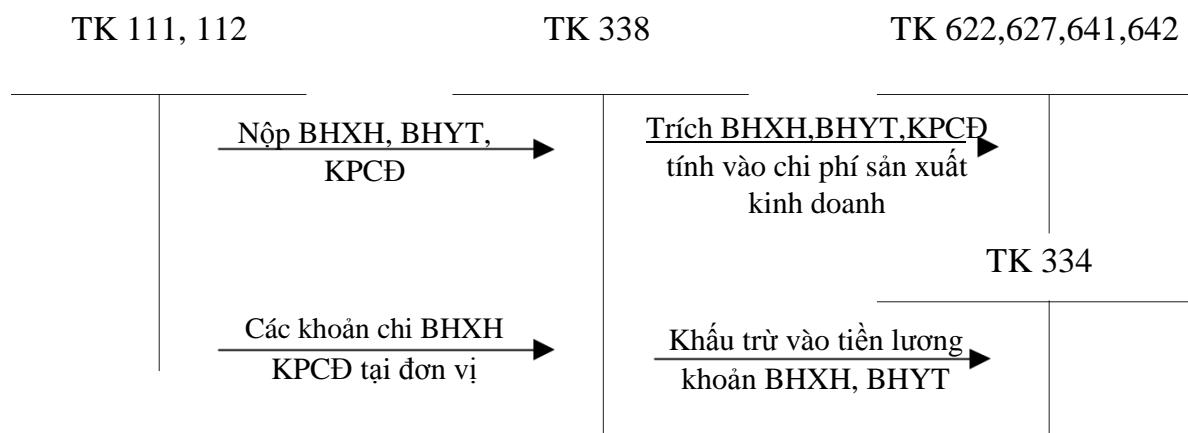 TK 111, 112
TK 338
TK 622,627,641,642
Nộp BHXH, BHYT,
KPCĐ
Trích BHXH,BHYT,KPCĐ
tính vào chi phí sản xuất
kinh doanh
TK 334
Các khoản chi BHXH
KPCĐ tại đơn vị
Khấu trừ vào tiền lương
khoản BHXH, BHYT